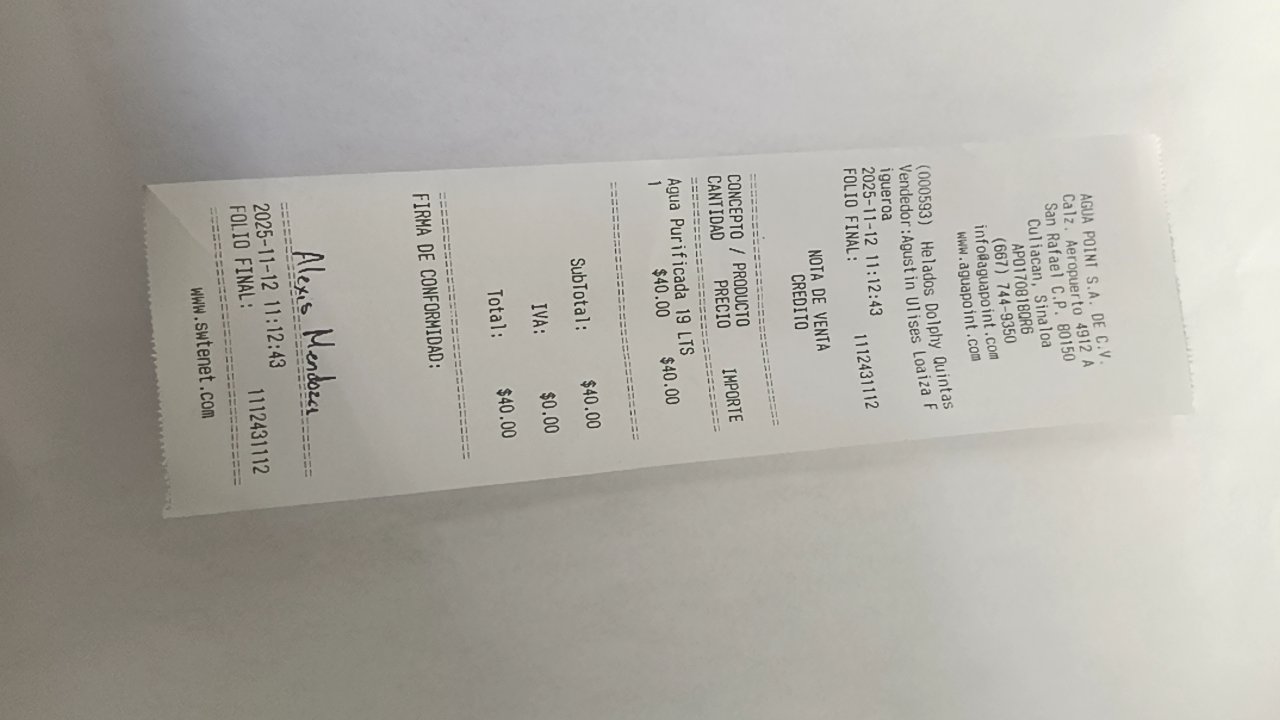 AGUA POINT S.A. DE C.V.
Calz. Aeropuerto 4912 A
San Rafael C.P. 80150
Culiacan, Sinaloa
APO170818QR6
(667) 744-9350
info@aguapoint.com
www.aguapoint.com
(000593) Helados Dolphy Quintas
Vendedor:Agustin Ulises Loaiza F
igueroa
2025-11-12 11:12:43
FOLIO FINAL: 1112431112
NOTA DE VENTA
CREDITO
CONCEPTO / PRODUCTO
CANTIDAD PRECIO IMPORTE
Agua Purificada 19 LTS
1 $40.00 $40.00
SubTotal: $40.00
IVA: $0.00
Total: $40.00
FIRMA DE CONFORMIDAD:
Alexis Mendoza
2025-11-12 11:12:43
FOLIO FINAL: 1112431112
www.swtenet.com